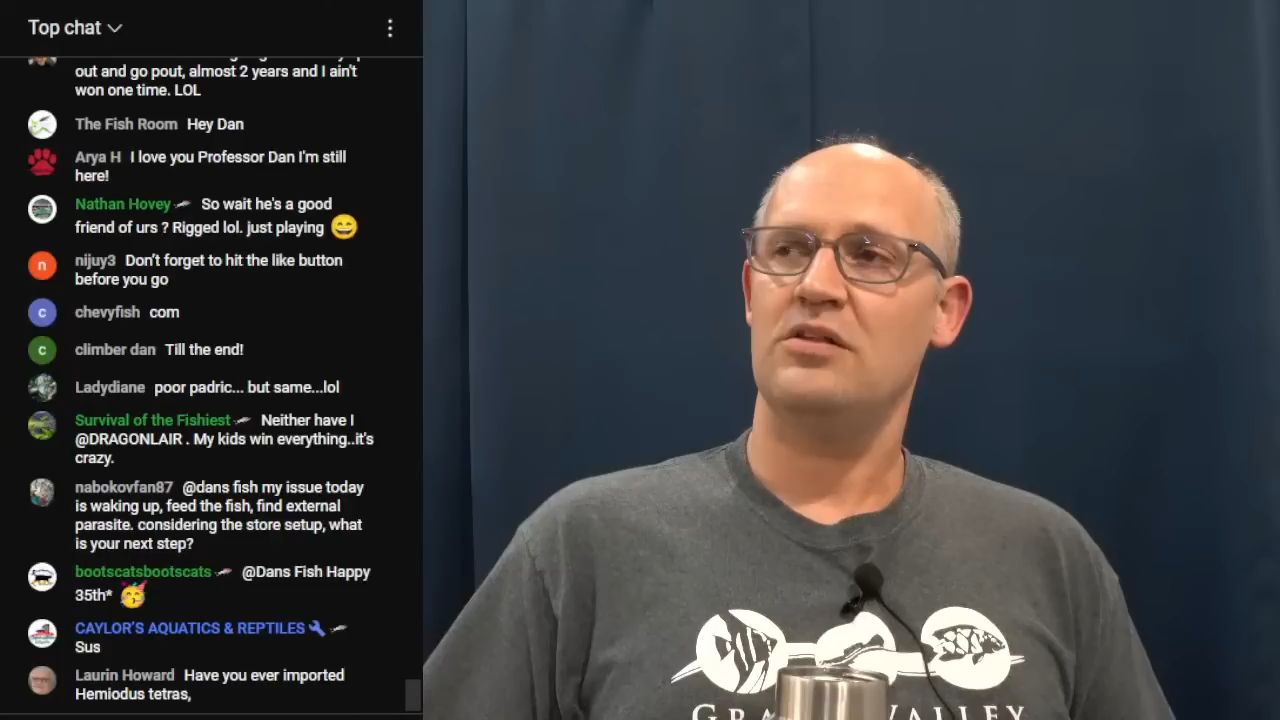 Top chat
out and go pout, almost 2 years and I ain't
won one time. LOL
The Fish Room Hey Dan
Arya H I love you Professor Dan I'm still
here!
Nathan Hovey So wait he's a good
friend of urs ? Rigged lol. just playing 😄
n nijuy3 Don't forget to hit the like button
before you go
c chevyfish com
c climber dan Till the end!
Ladydiane poor padric... but same...lol
Survival of the Fishiest Neither have I
@DRAGONLAIR . My kids win everything..it's
crazy.
nabokovfan87 @dans fish my issue today
is waking up, feed the fish, find external
parasite. considering the store setup, what
is your next step?
bootscatsbootscats @Dans Fish Happy
35th* 🥳
CAYLOR'S AQUATICS & REPTILES
Sus
Laurin Howard Have you ever imported
Hemiodus tetras,
VALLEY